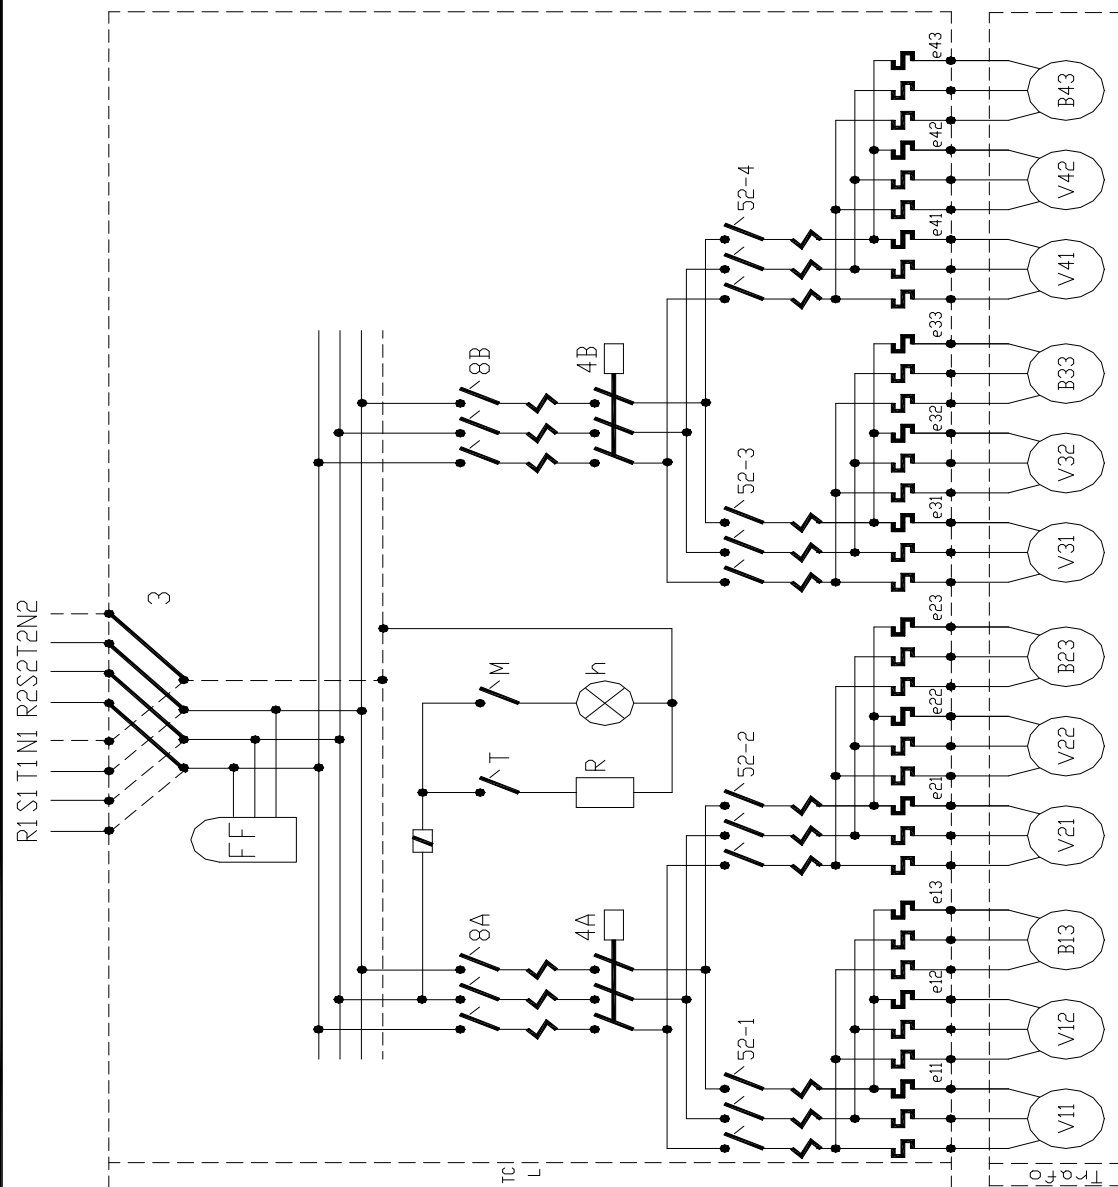 R1 S1 T1 N1 R2 S2 T2 N2
3
FF
8A
8B
4A
4B
T
M
R
h
52-1
52-2
52-3
52-4
e11
e12
e13
e21
e22
e23
e31
e32
e33
e41
e42
e43
V11
V12
B13
V21
V22
B23
V31
V32
B33
V41
V42
B43
TC
L
Trafo